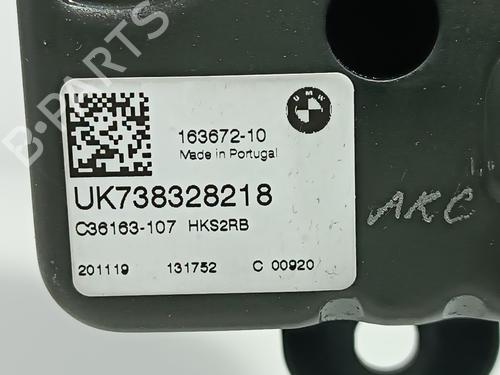 163672-10
Made in Portugal
UK738328218
C36163-107 HKS2RB
201119 131752 C 00920
AKC
B-PARTS